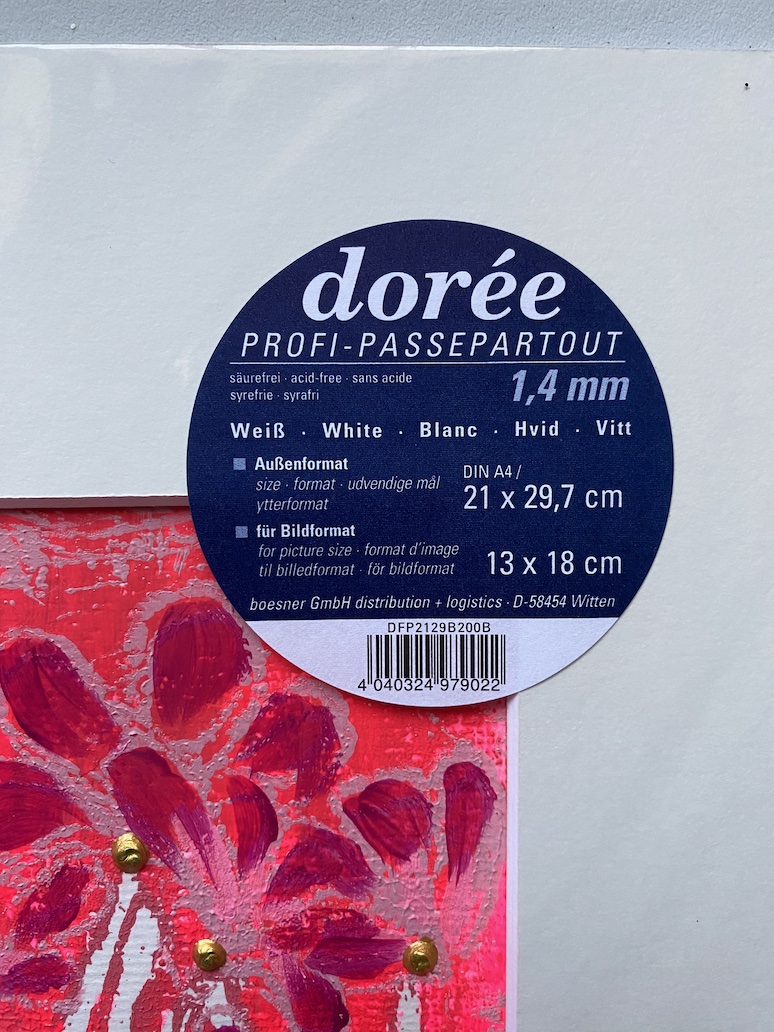 dorée
PROFI-PASSEPARTOUT
säurefrei · acid-free · sans acide
syrefrie · syrafri
1,4 mm
Weiß · White · Blanc · Hvid · Vitt
Außenformat
size · format · udvendige mål
ytterformat
DIN A4 /
21 x 29,7 cm
für Bildformat
for picture size · format d'image
til billedformat · för bildformat
13 x 18 cm
boesner GmbH distribution + logistics · D-58454 Witten
DFP2129B200B
4 040324 979022